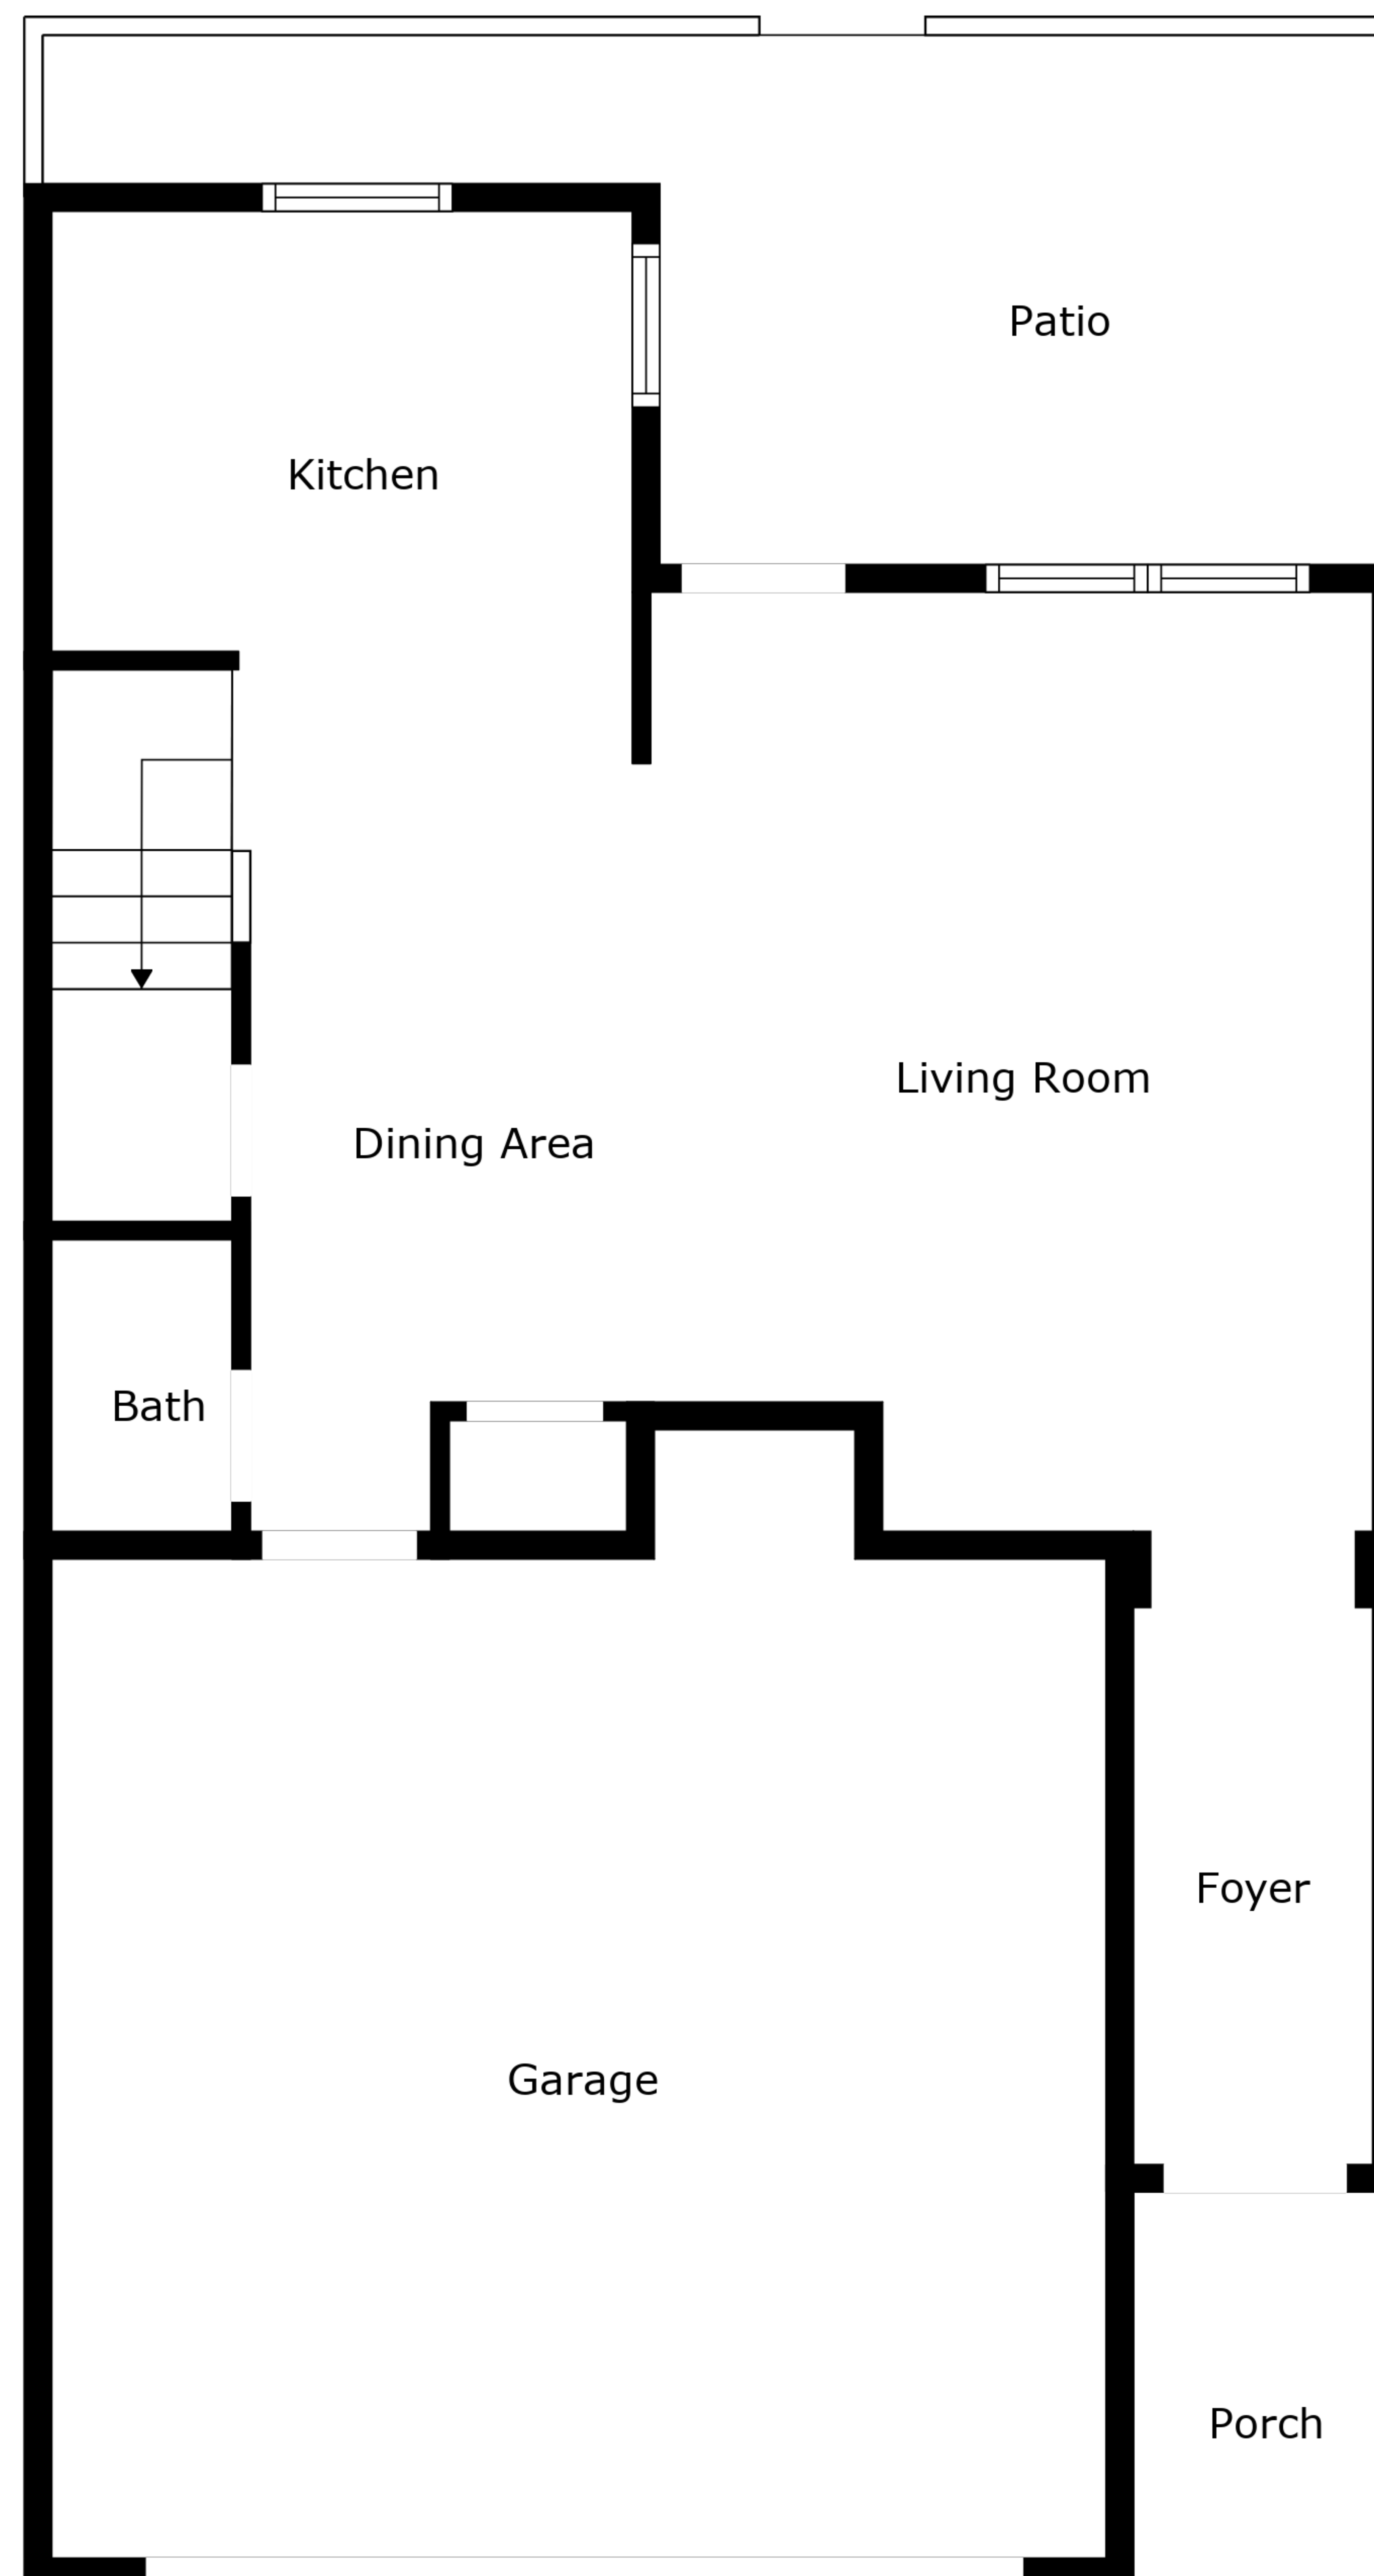 Patio
Kitchen
Living Room
Dining Area
Bath
Foyer
Garage
Porch